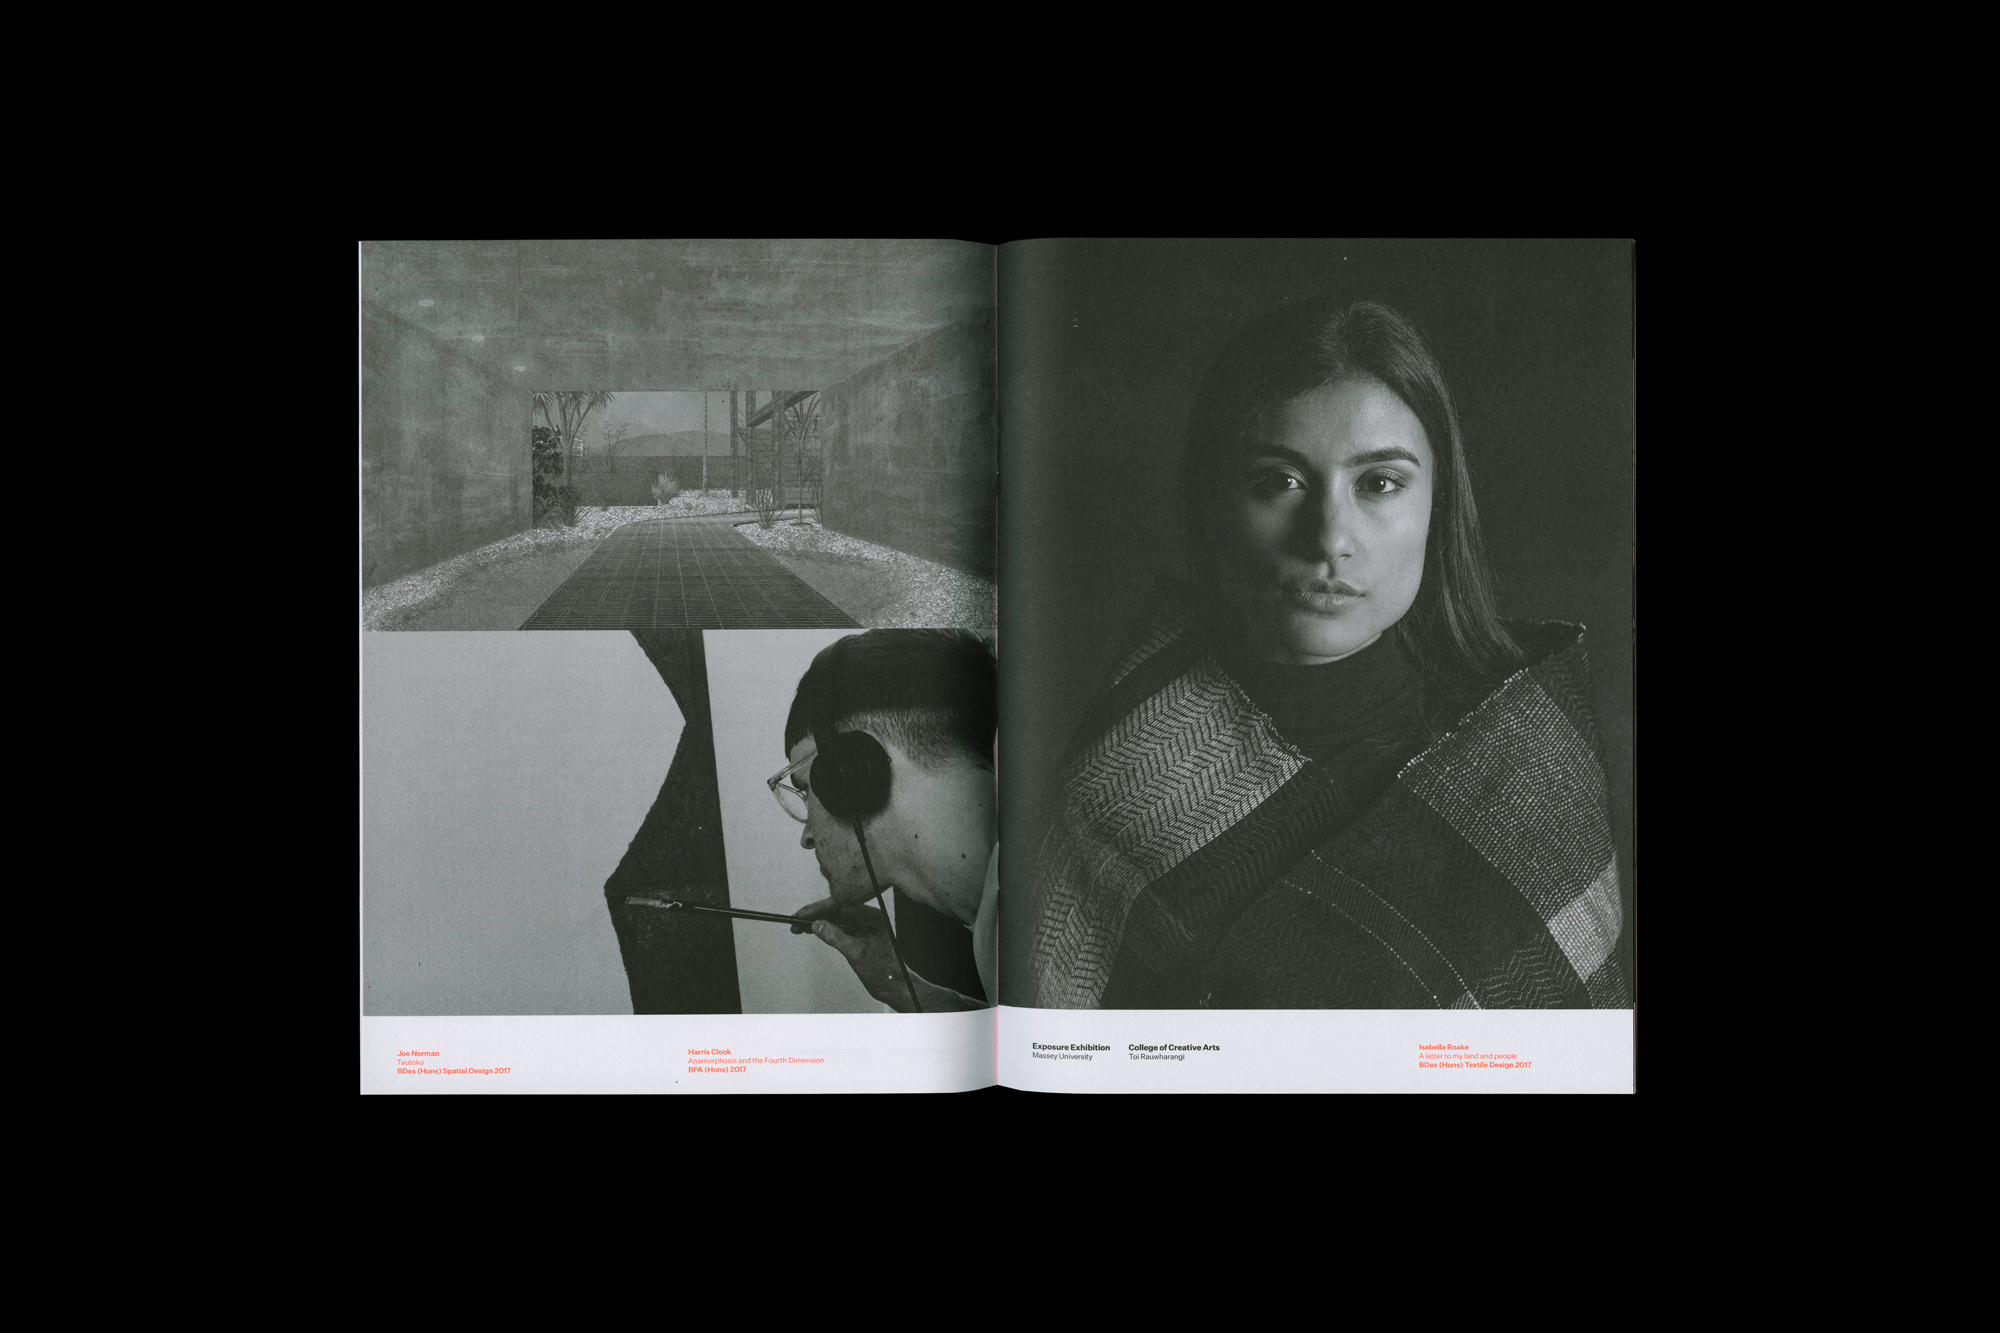 Joe Norman
Tautoko
BDes (Hons) Spatial Design 2017
Harris Clook
Anamorphosis and the Fourth Dimension
BPA (Hons) 2017
Exposure Exhibition
Massey University
College of Creative Arts
Toi Rauwharangi
Isabella Roake
A letter to my land and people
BDes (Hons) Textile Design 2017